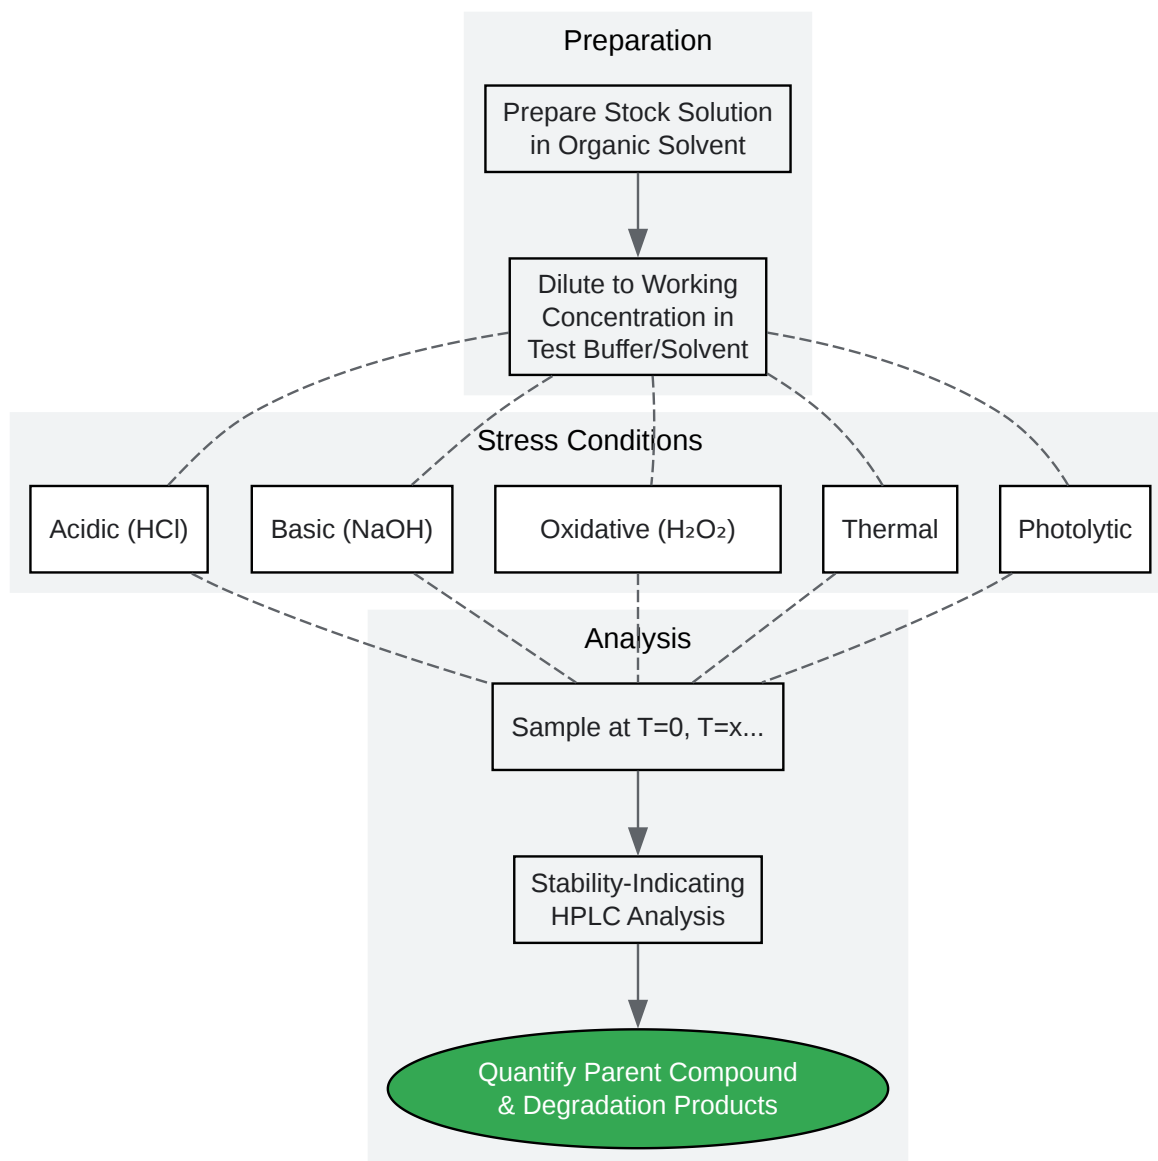 Preparation
Prepare Stock Solution
in Organic Solvent
Dilute to Working
Concentration in
Test Buffer/Solvent
Stress Conditions
Acidic (HCl)
Basic (NaOH)
Oxidative (H₂O₂)
Thermal
Photolytic
Analysis
Sample at T=0, T=x...
Stability-Indicating
HPLC Analysis
Quantify Parent Compound
& Degradation Products